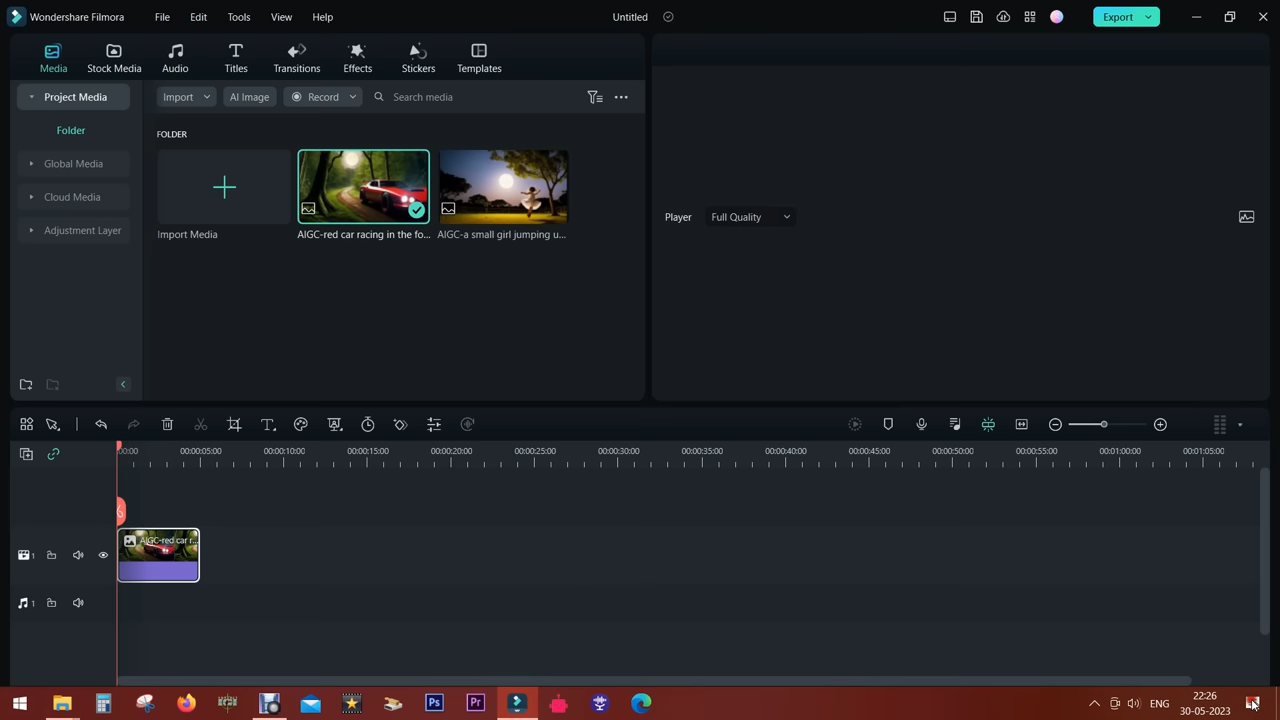 Wondershare Filmora File Edit Tools View Help Untitled Export
Media Stock Media Audio Titles Transitions Effects Stickers Templates
Project Media Import AI Image Record Search media
Folder
FOLDER
Global Media
Cloud Media
Adjustment Layer
Import Media AIGC-red car racing in the fo... AIGC-a small girl jumping u...
Player Full Quality
:00:00 00:00:05:00 00:00:10:00 00:00:15:00 00:00:20:00 00:00:25:00 00:00:30:00 00:00:35:00 00:00:40:00 00:00:45:00 00:00:50:00 00:00:55:00 00:01:00:00 00:01:05:00
AIGC-red car r...
1
1
Ps Pr ENG 22:26
30-05-2023